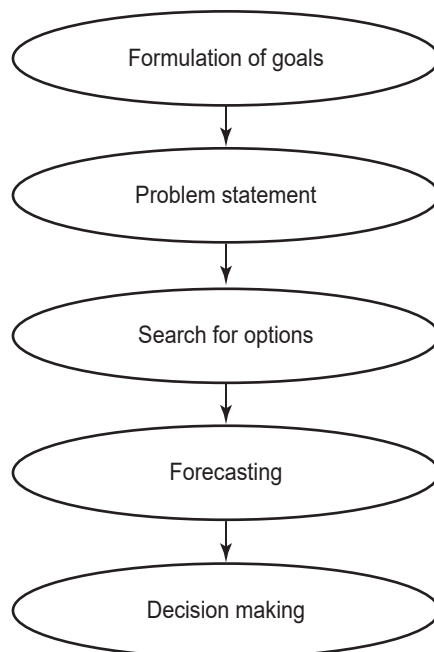 Formulation of goals
Problem statement
Search for options
Forecasting
Decision making